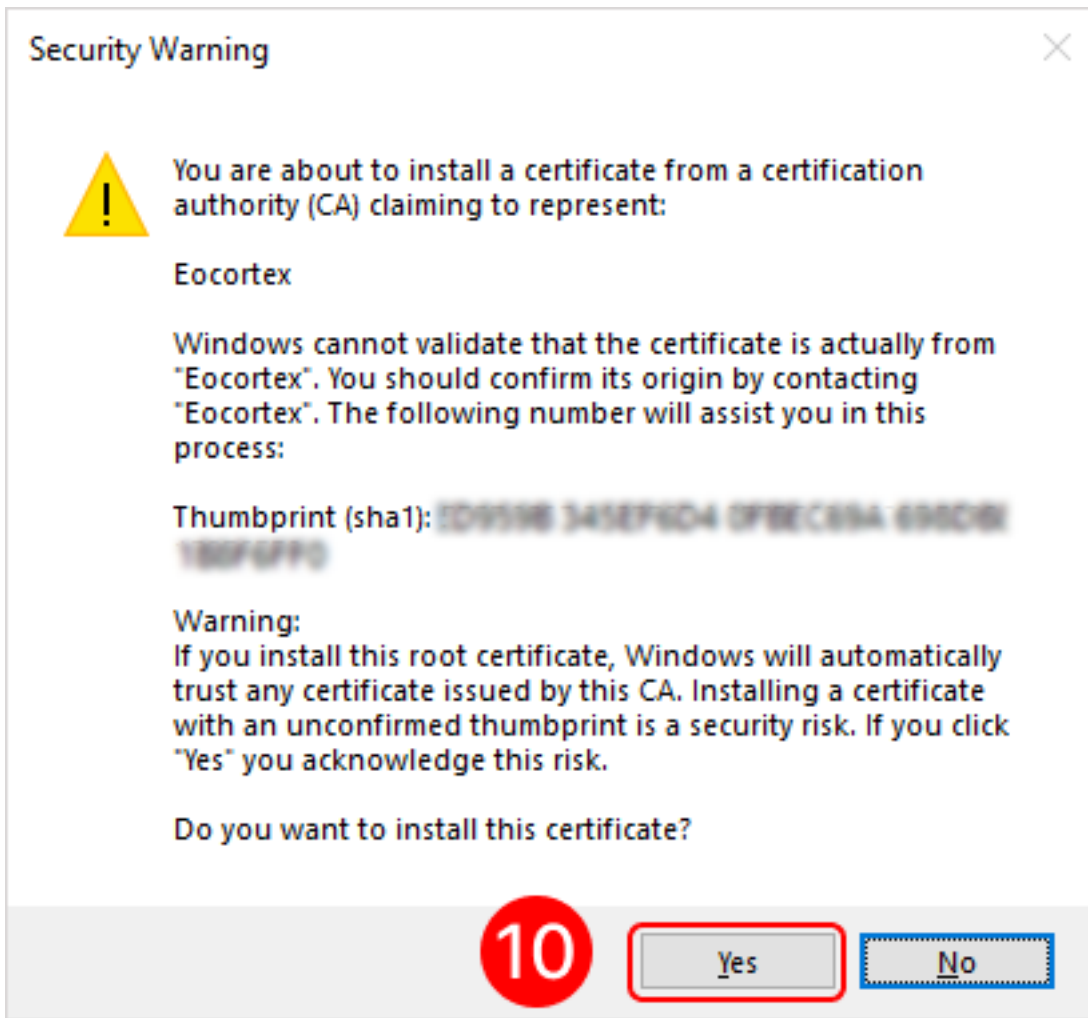 Security Warning
!
You are about to install a certificate from a certification
authority (CA) claiming to represent:
Eocortex
Windows cannot validate that the certificate is actually from
"Eocortex". You should confirm its origin by contacting
"Eocortex". The following number will assist you in this
process:
Thumbprint (sha1):
Warning:
If you install this root certificate, Windows will automatically
trust any certificate issued by this CA. Installing a certificate
with an unconfirmed thumbprint is a security risk. If you click
"Yes" you acknowledge this risk.
Do you want to install this certificate?
10
Yes
No